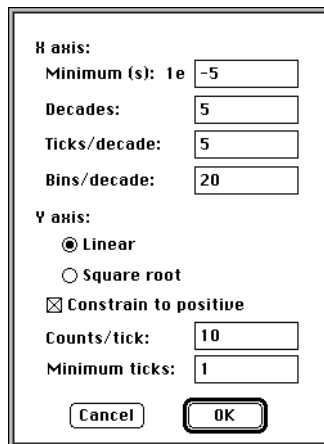 X axis:
Minimum (s): 1e -5
Decades: 5
Ticks/decade: 5
Bins/decade: 20
Y axis:
Linear
Square root
Constrain to positive
Counts/tick: 10
Minimum ticks: 1
Cancel OK